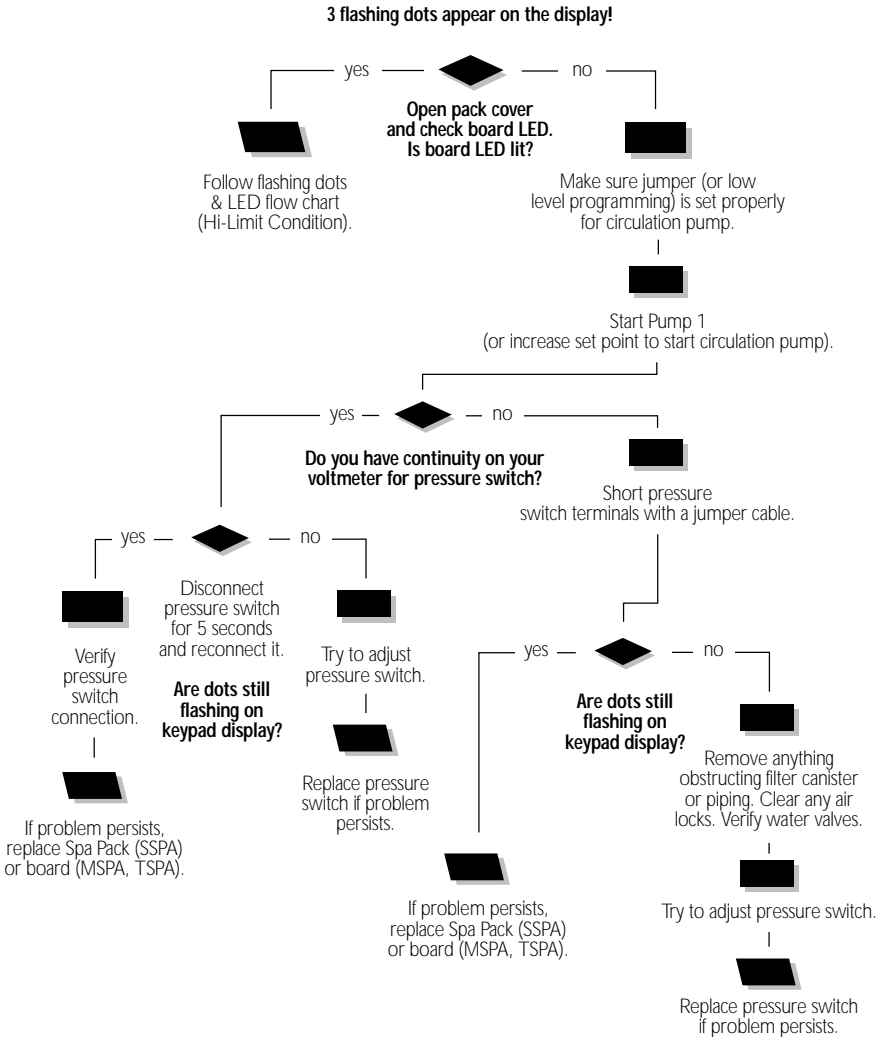 3 flashing dots appear on the display!
yes
no
Open pack cover
and check board LED.
Is board LED lit?
Follow flashing dots
& LED flow chart
(Hi-Limit Condition).
Make sure jumper (or low
level programming) is set properly
for circulation pump.
Start Pump 1
(or increase set point to start circulation pump).
yes
no
Do you have continuity on your
voltmeter for pressure switch?
Short pressure
switch terminals with a jumper cable.
yes
no
Disconnect
pressure switch
for 5 seconds
and reconnect it.
Are dots still
flashing on
keypad display?
Verify
pressure
switch
connection.
If problem persists,
replace Spa Pack (SSPA)
or board (MSPA, TSPA).
Try to adjust
pressure switch.
Replace pressure
switch if problem
persists.
yes
no
Are dots still
flashing on
keypad display?
If problem persists,
replace Spa Pack (SSPA)
or board (MSPA, TSPA).
Remove anything
obstructing filter canister
or piping. Clear any air
locks. Verify water valves.
Try to adjust pressure switch.
Replace pressure switch
if problem persists.